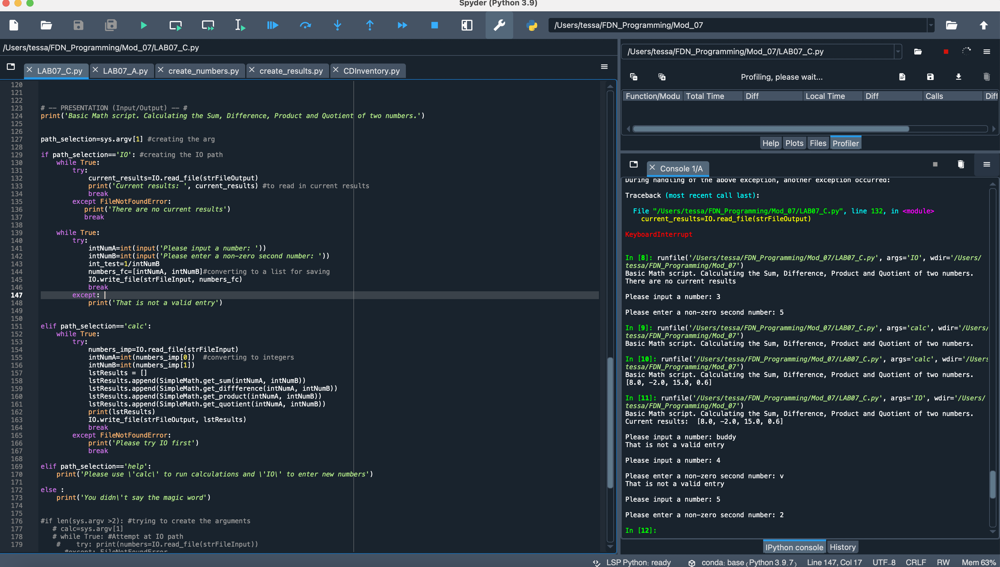 Spyder (Python 3.9)
/Users/tessa/FDN_Programming/Mod_07
/Users/tessa/FDN_Programming/Mod_07/LAB07_C.py
LAB07_C.py
LAB07_A.py
create_numbers.py
create_results.py
CDInventory.py
120
121
122
123 # -- PRESENTATION (Input/Output) -- #
124 print('Basic Math script. Calculating the Sum, Difference, Product and Quotient of two numbers.')
125
126
127 path_selection=sys.argv[1] #creating the arg
128
129 if path_selection=='IO': #creating the IO path
130     while True:
131         try:
132             current_results=IO.read_file(strFileOutput)
133             print('Current results: ', current_results) #to read in current results
134             break
135         except FileNotFoundError:
136            print('There are no current results')
137            break
138
139     while True:
140         try:
141             intNumA=int(input('Please input a number: '))
142             intNumB=int(input('Please enter a non-zero second number: '))
143             int_test=1/intNumB
144             numbers_fc=[intNumA, intNumB]#converting to a list for saving
145             IO.write_file(strFileInput, numbers_fc)
146             break
147         except:
148             print('That is not a valid entry')
149
150
151 elif path_selection=='calc':
152     while True:
153         try:
154             numbers_imp=IO.read_file(strFileInput)
155             intNumA=int(numbers_imp[0])  #converting to integers
156             intNumB=int(numbers_imp[1])
157             lstResults = []
158             lstResults.append(SimpleMath.get_sum(intNumA, intNumB))
159             lstResults.append(SimpleMath.get_diffference(intNumA, intNumB))
160             lstResults.append(SimpleMath.get_product(intNumA, intNumB))
161             lstResults.append(SimpleMath.get_quotient(intNumA, intNumB))
162             print(lstResults)
163             IO.write_file(strFileOutput, lstResults)
164             break
165         except FileNotFoundError:
166             print('Please try IO first')
167             break
168
169 elif path_selection=='help':
170     print('Please use \'calc\' to run calculations and \'IO\' to enter new numbers')
171
172 else :
173     print('You didn\'t say the magic word')
174
175
176 #if len(sys.argv >2): #trying to create the arguments
177    # calc=sys.argv[1]
178    # while True: #Attempt at IO path
179     #    try: print(numbers=IO.read_file(strFileInput))
#except: FileNotFoundError
/Users/tessa/FDN_Programming/Mod_07/LAB07_C.py
Profiling, please wait...
Function/Modu Total Time Diff Local Time Diff Calls Diff
Help Plots Files Profiler
Console 1/A
During handling of the above exception, another exception occurred:
Traceback (most recent call last):
File "/Users/tessa/FDN_Programming/Mod_07/LAB07_C.py", line 132, in <module>
current_results=IO.read_file(strFileOutput)
KeyboardInterrupt
In [8]: runfile('/Users/tessa/FDN_Programming/Mod_07/LAB07_C.py', args='IO', wdir='/Users/
tessa/FDN_Programming/Mod_07')
Basic Math script. Calculating the Sum, Difference, Product and Quotient of two numbers.
There are no current results
Please input a number: 3
Please enter a non-zero second number: 5
In [9]: runfile('/Users/tessa/FDN_Programming/Mod_07/LAB07_C.py', args='calc', wdir='/Users/
tessa/FDN_Programming/Mod_07')
Basic Math script. Calculating the Sum, Difference, Product and Quotient of two numbers.
In [10]: runfile('/Users/tessa/FDN_Programming/Mod_07/LAB07_C.py', args='calc', wdir='/Users
tessa/FDN_Programming/Mod_07')
Basic Math script. Calculating the Sum, Difference, Product and Quotient of two numbers.
[8.0, -2.0, 15.0, 0.6]
In [11]: runfile('/Users/tessa/FDN_Programming/Mod_07/LAB07_C.py', args='IO', wdir='/Users/
tessa/FDN_Programming/Mod_07')
Basic Math script. Calculating the Sum, Difference, Product and Quotient of two numbers.
Current results:  [8.0, -2.0, 15.0, 0.6]
Please input a number: buddy
That is not a valid entry
Please input a number: 4
Please enter a non-zero second number: v
That is not a valid entry
Please input a number: 5
Please enter a non-zero second number: 2
In [12]:
IPython console History
LSP Python: ready conda: base (Python 3.9.7) Line 147, Col 17 UTF-8 CRLF RW Mem 63%